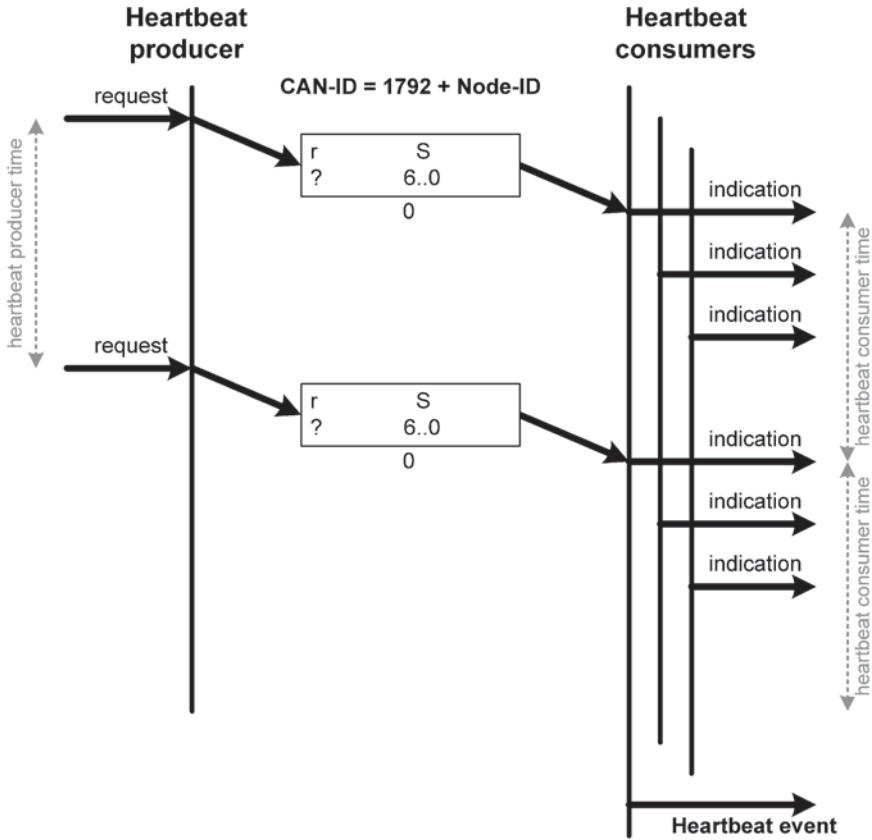 Heartbeat
producer
Heartbeat
consumers
CAN-ID = 1792 + Node-ID
request
r S
? 6..0
0
indication
indication
indication
heartbeat producer time
heartbeat consumer time
request
r S
? 6..0
0
indication
indication
indication
heartbeat consumer time
Heartbeat event